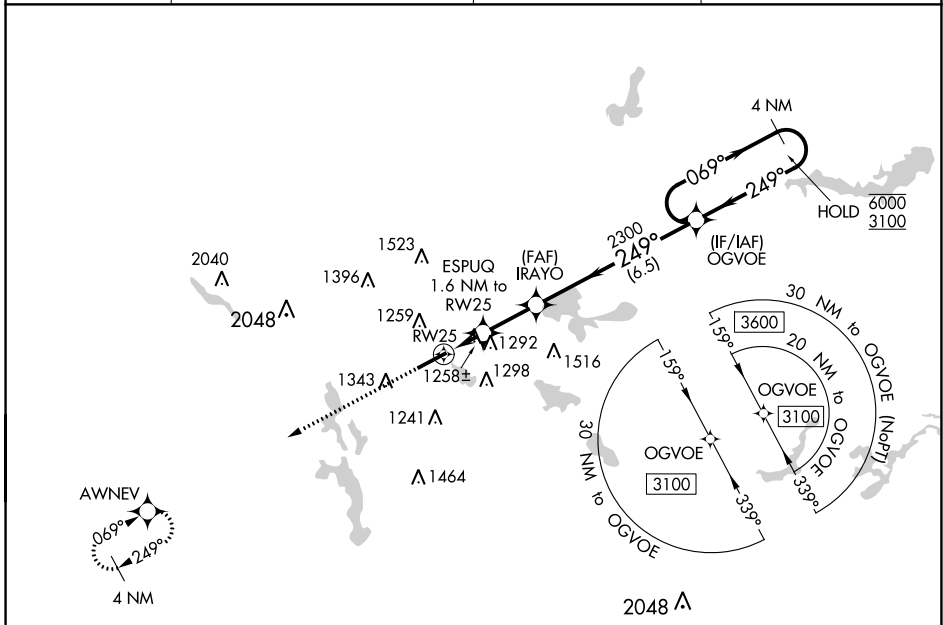 4 NM
069°
249°
HOLD
6000
3100
2300
249°
(6.5)
(IF/IAF)
OGVOE
(FAF)
IRAYO
ESPUQ
1.6 NM to
RW25
1523
2040
1396
2048
1259
RW25
1292
1516
1258±
1298
1343
1241
1464
30 NM to OGVOE (NoPT)
159°
3600
20 NM to OGVOE
OGVOE
3100
339°
159°
30 NM to OGVOE
OGVOE
3100
339°
AWNEV
069°
249°
4 NM
2048